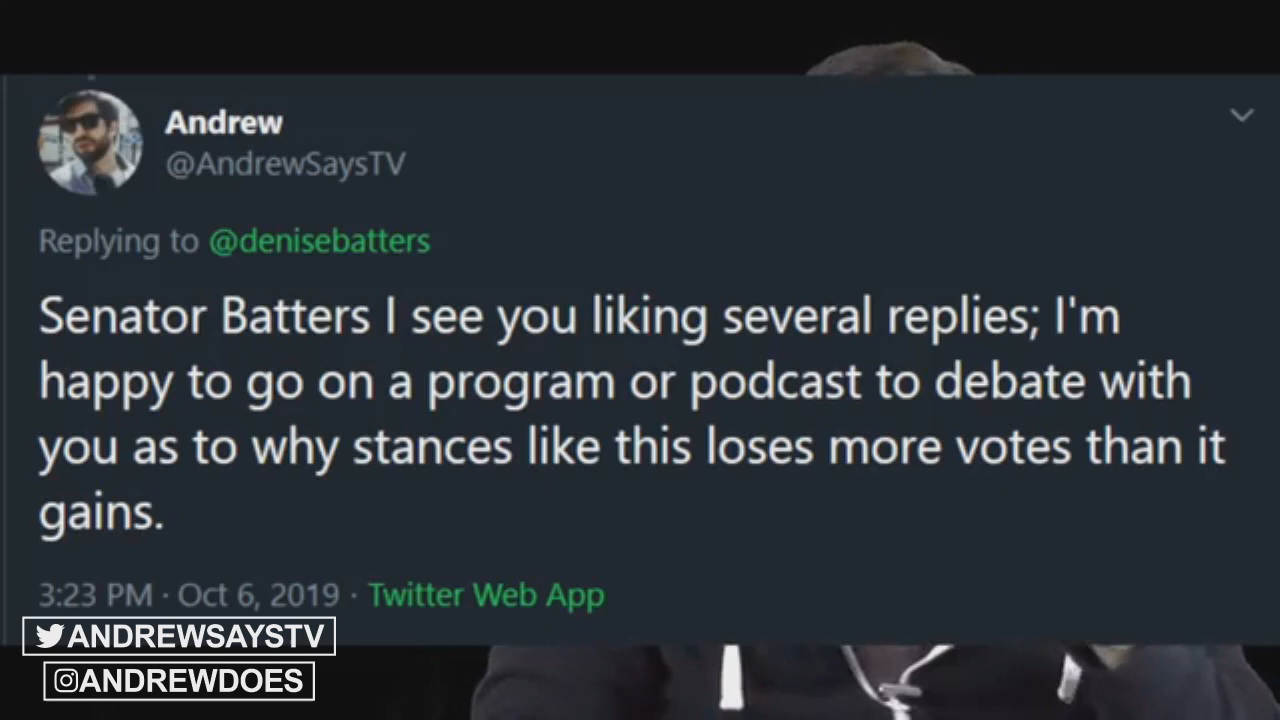 Andrew
@AndrewSaysTV
Replying to @denisebatters
Senator Batters I see you liking several replies; I'm
happy to go on a program or podcast to debate with
you as to why stances like this loses more votes than it
gains.
3:23 PM · Oct 6, 2019 · Twitter Web App
ANDREWSAYSTV
ANDREWDOES